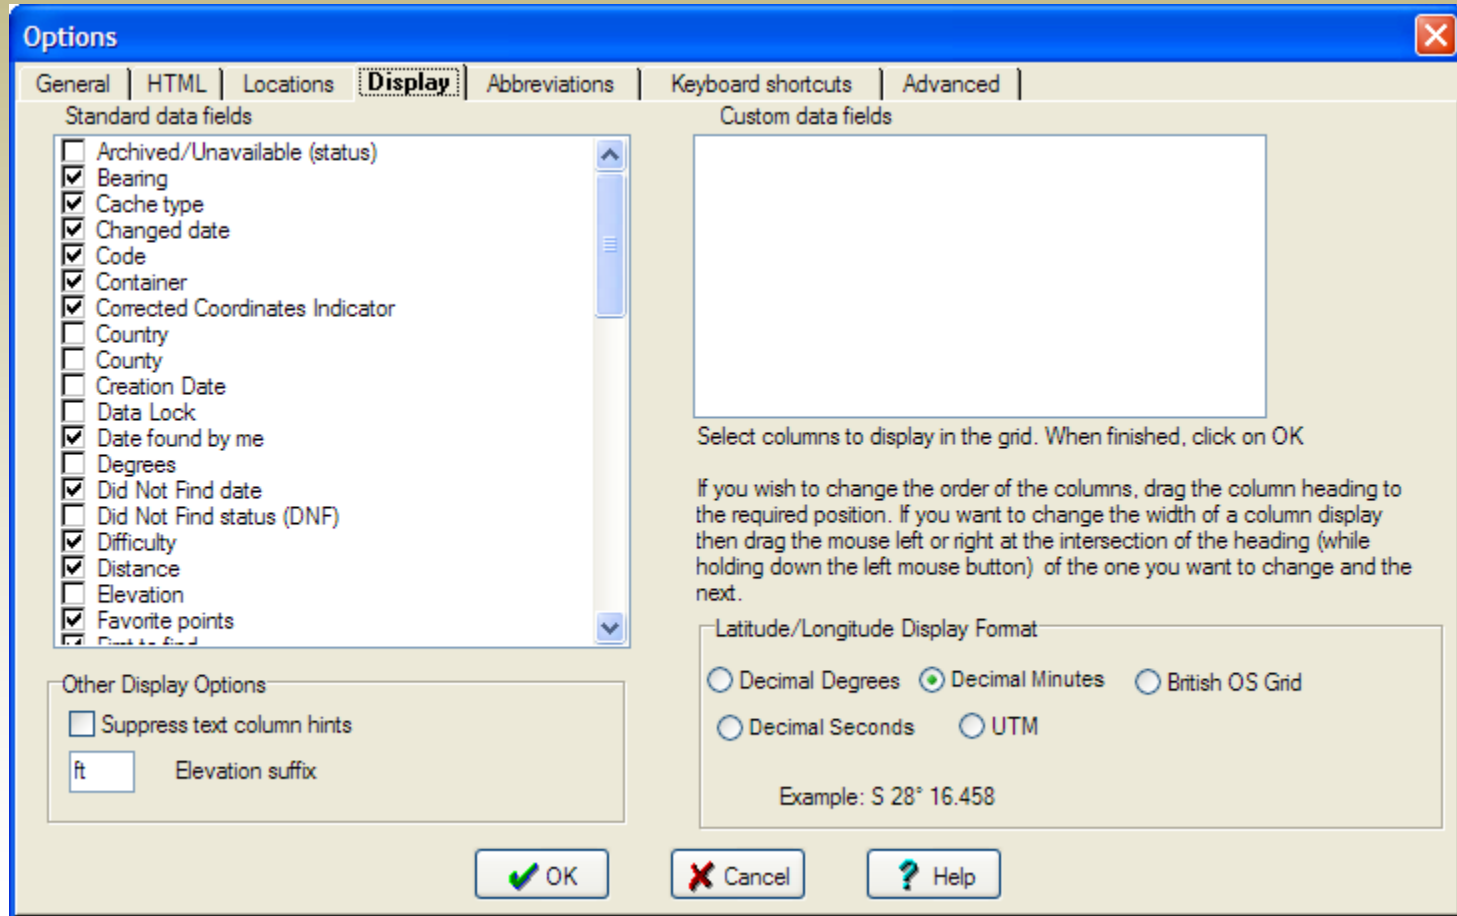 Options
General HTML Locations Display Abbreviations Keyboard shortcuts Advanced
Standard data fields
Archived/Unavailable (status)
Bearing
Cache type
Changed date
Code
Container
Corrected Coordinates Indicator
Country
County
Creation Date
Data Lock
Date found by me
Degrees
Did Not Find date
Did Not Find status (DNF)
Difficulty
Distance
Elevation
Favorite points
First to find
Other Display Options
Suppress text column hints
ft Elevation suffix
Custom data fields
Select columns to display in the grid. When finished, click on OK
If you wish to change the order of the columns, drag the column heading to
the required position. If you want to change the width of a column display
then drag the mouse left or right at the intersection of the heading (while
holding down the left mouse button) of the one you want to change and the
next.
Latitude/Longitude Display Format
Decimal Degrees Decimal Minutes British OS Grid
Decimal Seconds UTM
Example: S 28° 16.458
OK Cancel Help